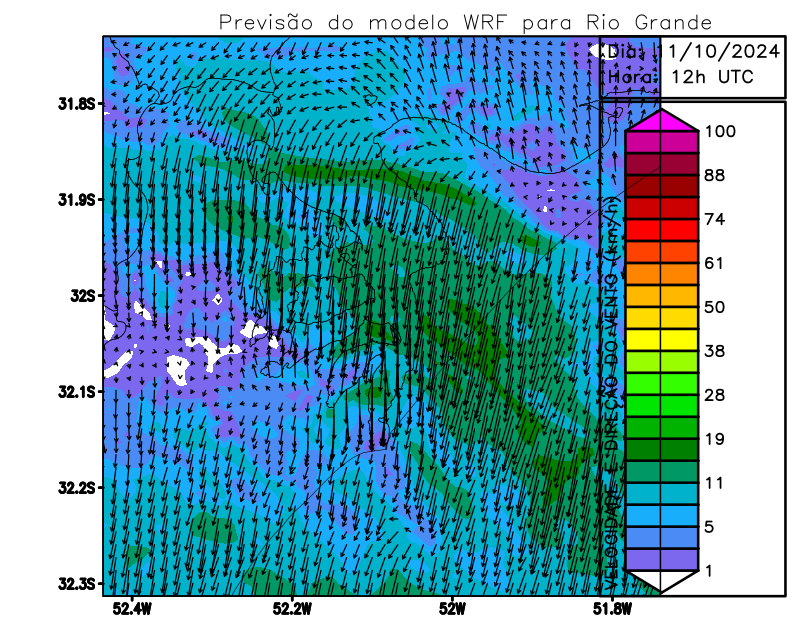 Previsão do modelo WRF para Rio Grande
Dia: 11/10/2024
Hora: 12h UTC
VELOCIDADE E DIREÇÃO DO VENTO (km/h)
100
88
74
61
50
38
28
19
11
5
1
31.8S
31.9S
32S
32.1S
32.2S
32.3S
52.4W
52.2W
52W
51.8W